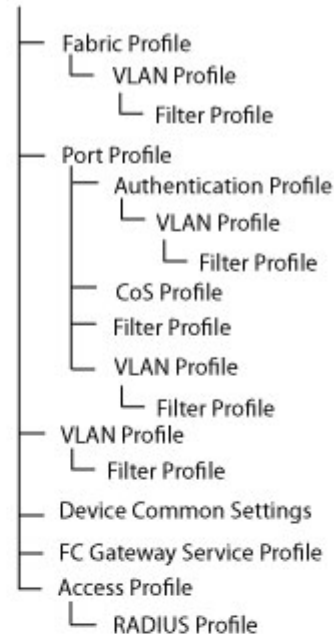 Fabric Profile
VLAN Profile
Filter Profile
Port Profile
Authentication Profile
VLAN Profile
Filter Profile
CoS Profile
Filter Profile
VLAN Profile
Filter Profile
VLAN Profile
Filter Profile
Device Common Settings
FC Gateway Service Profile
Access Profile
RADIUS Profile